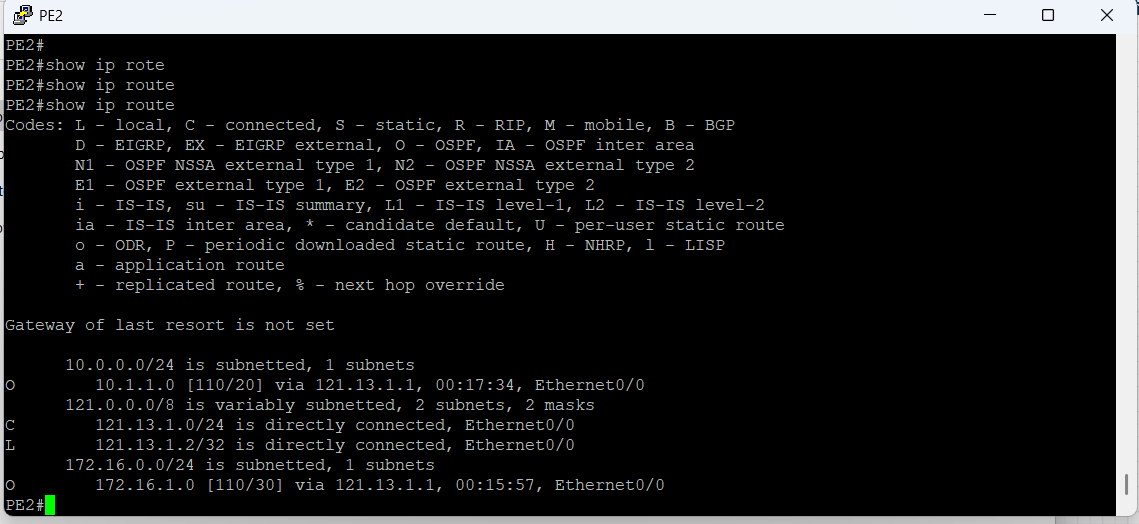 PE2
PE2#
PE2#show ip rote
PE2#show ip route
PE2#show ip route
Codes: L - local, C - connected, S - static, R - RIP, M - mobile, B - BGP
       D - EIGRP, EX - EIGRP external, O - OSPF, IA - OSPF inter area
       N1 - OSPF NSSA external type 1, N2 - OSPF NSSA external type 2
       E1 - OSPF external type 1, E2 - OSPF external type 2
       i - IS-IS, su - IS-IS summary, L1 - IS-IS level-1, L2 - IS-IS level-2
       ia - IS-IS inter area, * - candidate default, U - per-user static route
       o - ODR, P - periodic downloaded static route, H - NHRP, l - LISP
       a - application route
       + - replicated route, % - next hop override
Gateway of last resort is not set
      10.0.0.0/24 is subnetted, 1 subnets
O        10.1.1.0 [110/20] via 121.13.1.1, 00:17:34, Ethernet0/0
      121.0.0.0/8 is variably subnetted, 2 subnets, 2 masks
C        121.13.1.0/24 is directly connected, Ethernet0/0
L        121.13.1.2/32 is directly connected, Ethernet0/0
      172.16.0.0/24 is subnetted, 1 subnets
O        172.16.1.0 [110/30] via 121.13.1.1, 00:15:57, Ethernet0/0
PE2#